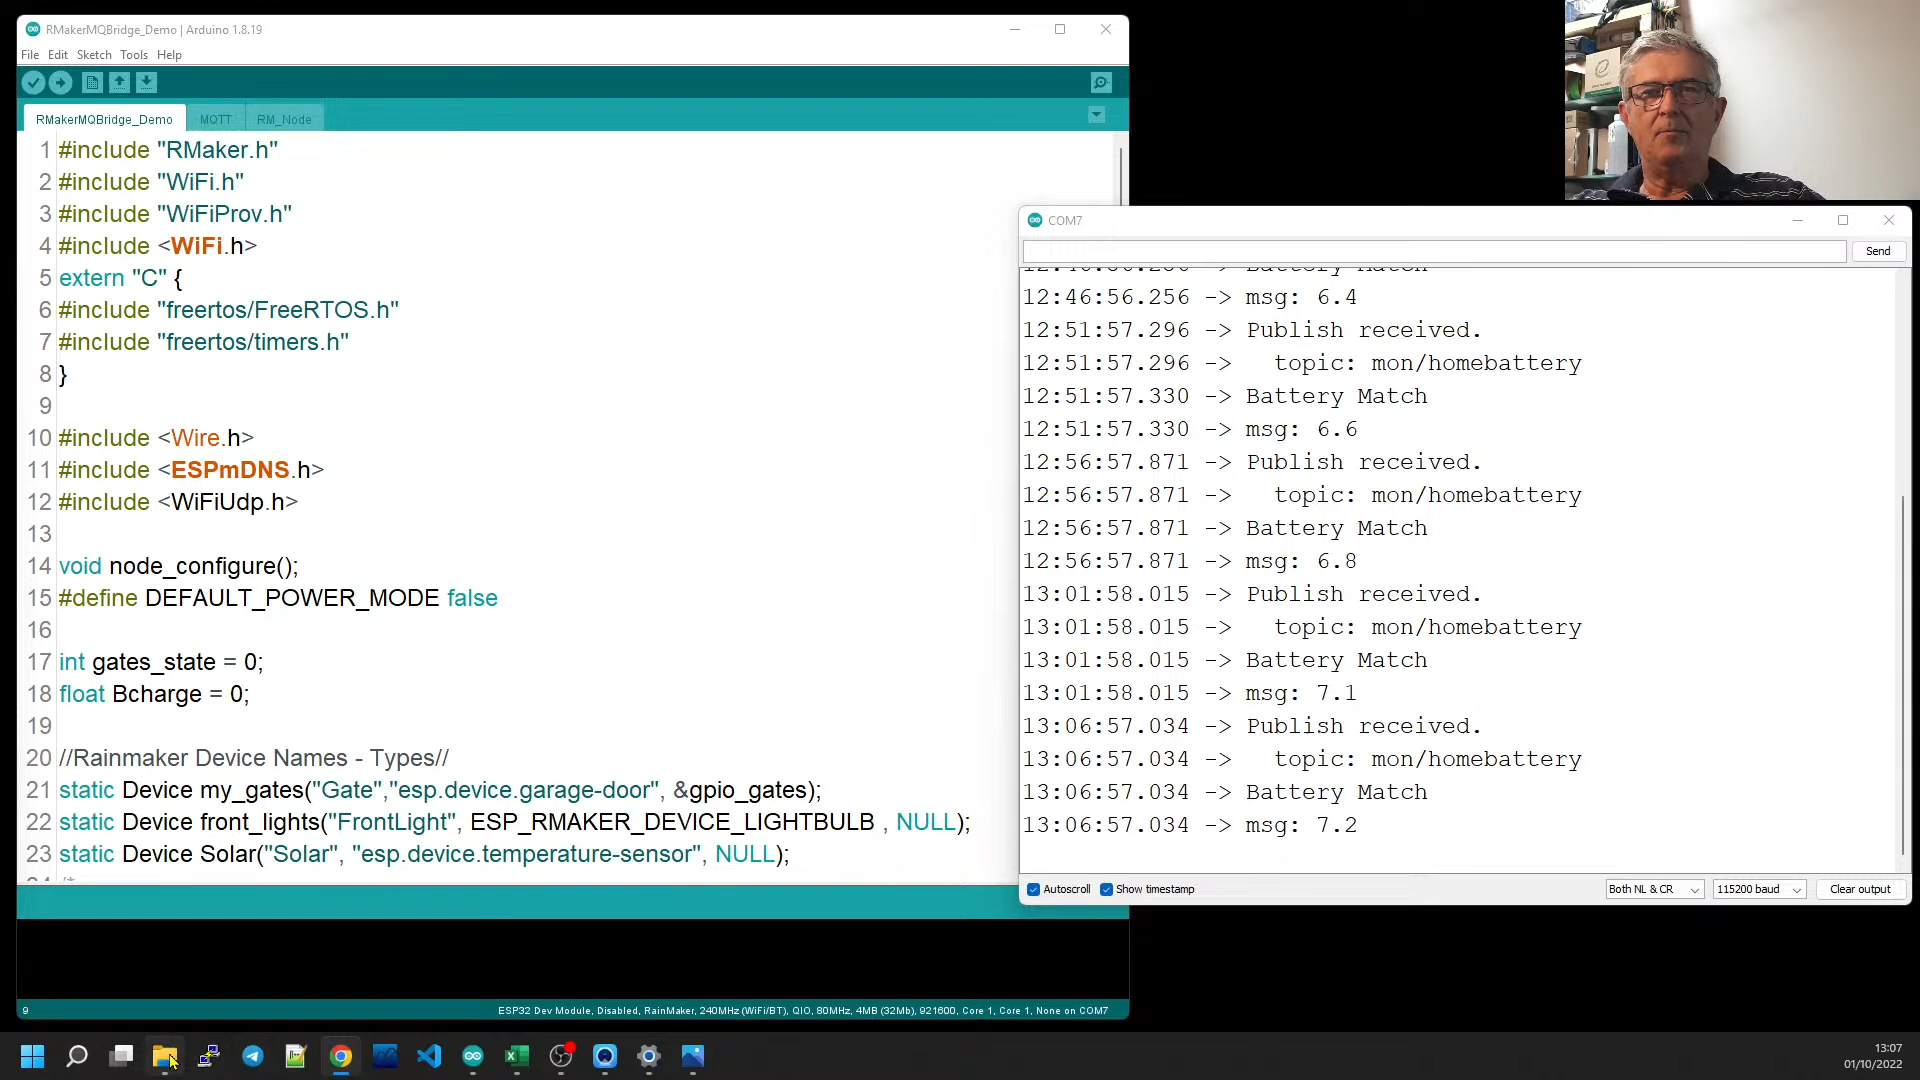 RMakerMQBridge_Demo | Arduino 1.8.19
File Edit Sketch Tools Help
RMakerMQBridge_Demo MQTT RM_Node
1 #include "RMaker.h"
2 #include "WiFi.h"
3 #include "WiFiProv.h"
4 #include <WiFi.h>
5 extern "C" {
6 #include "freertos/FreeRTOS.h"
7 #include "freertos/timers.h"
8 }
9
10 #include <Wire.h>
11 #include <ESPmDNS.h>
12 #include <WiFiUdp.h>
13
14 void node_configure();
15 #define DEFAULT_POWER_MODE false
16
17 int gates_state = 0;
18 float Bcharge = 0;
19
20 //Rainmaker Device Names - Types//
21 static Device my_gates("Gate","esp.device.garage-door", &gpio_gates);
22 static Device front_lights("FrontLight", ESP_RMAKER_DEVICE_LIGHTBULB , NULL);
23 static Device Solar("Solar", "esp.device.temperature-sensor", NULL);
9
ESP32 Dev Module, Disabled, RainMaker, 240MHz (WiFi/BT), QIO, 80MHz, 4MB (32Mb), 921600, Core 1, Core 1, None on COM7
COM7
Send
Battery Match
12:46:56.256 -> msg: 6.4
12:51:57.296 -> Publish received.
12:51:57.296 -> topic: mon/homebattery
12:51:57.330 -> Battery Match
12:51:57.330 -> msg: 6.6
12:56:57.871 -> Publish received.
12:56:57.871 -> topic: mon/homebattery
12:56:57.871 -> Battery Match
12:56:57.871 -> msg: 6.8
13:01:58.015 -> Publish received.
13:01:58.015 -> topic: mon/homebattery
13:01:58.015 -> Battery Match
13:01:58.015 -> msg: 7.1
13:06:57.034 -> Publish received.
13:06:57.034 -> topic: mon/homebattery
13:06:57.034 -> Battery Match
13:06:57.034 -> msg: 7.2
Autoscroll Show timestamp Both NL & CR 115200 baud Clear output
13:07
01/10/2022